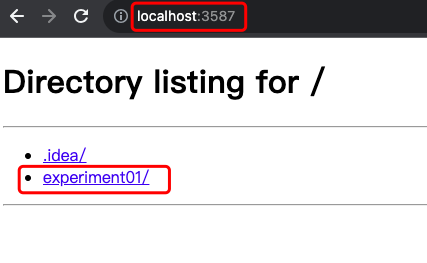 localhost:3587
Directory listing for /
.idea/
experiment01/